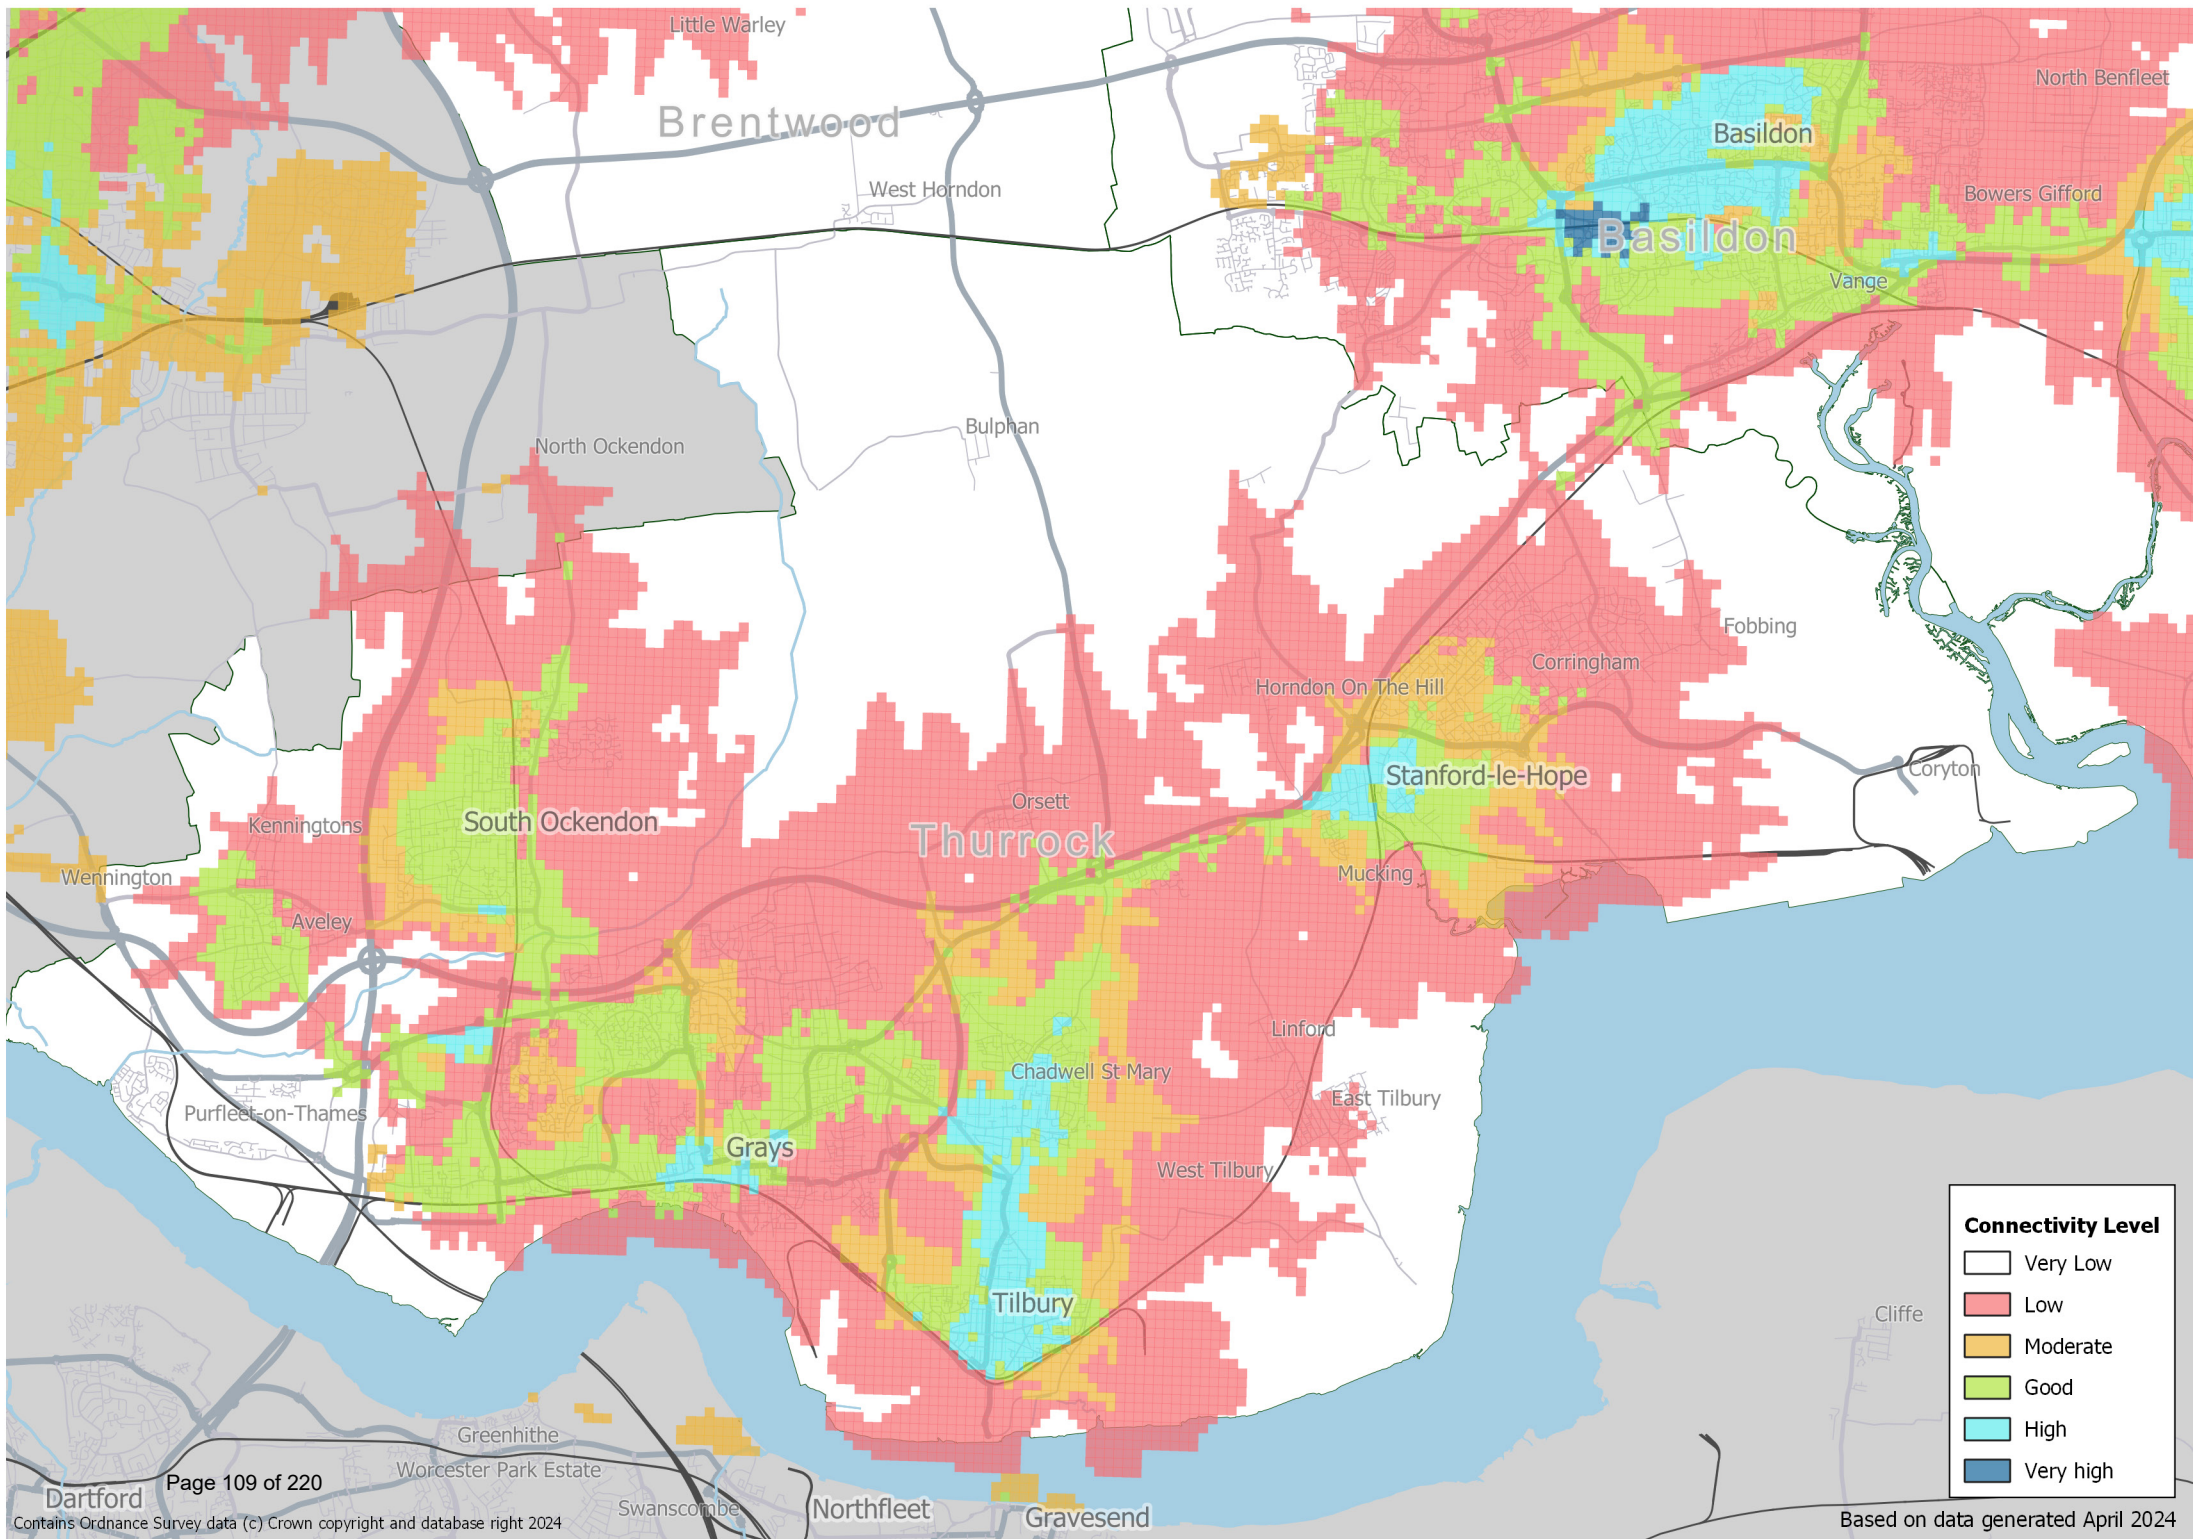 Little Warley
North Benfleet
Brentwood
Basildon
West Horndon
Bowers Gifford
Basildon
Vange
Bulphan
North Ockendon
Fobbing
Corringham
Horndon On The Hill
Stanford-le-Hope
Coryton
Orsett
South Ockendon
Kenningtons
Thurrock
Mucking
Wennington
Aveley
Linford
Chadwell St Mary
East Tilbury
Purfleet-on-Thames
Grays
West Tilbury
Tilbury
Cliffe
Connectivity Level
Very Low
Low
Moderate
Good
High
Very high
Greenhithe
Worcester Park Estate
Page 109 of 220
Dartford
Swanscombe
Northfleet
Gravesend
Contains Ordnance Survey data (c) Crown copyright and database right 2024
Based on data generated April 2024